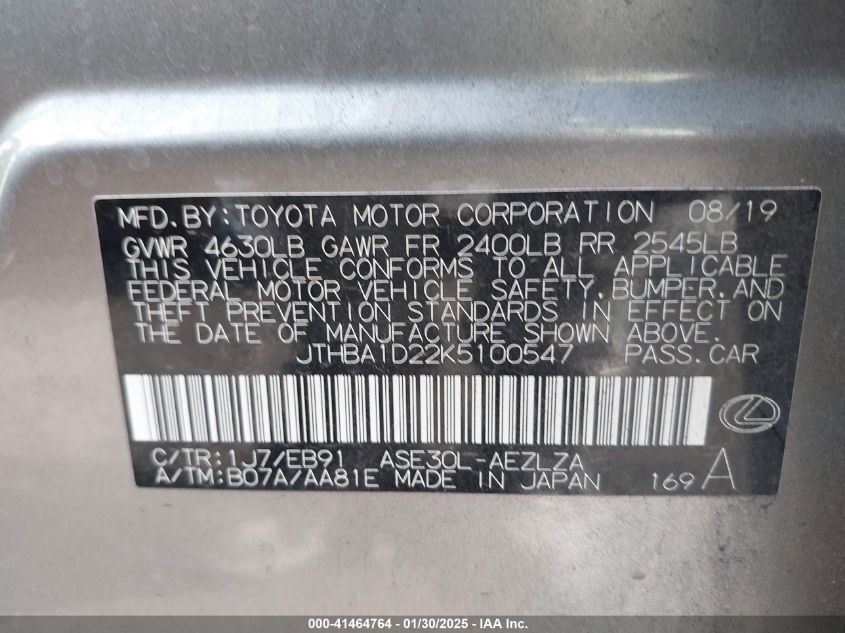 MFD.BY:TOYOTA MOTOR CORPORATION 08/19
GVWR 4630LB GAWR FR 2400LB RR 2545LB
THIS VEHICLE CONFORMS TO ALL APPLICABLE
FEDERAL MOTOR VEHICLE SAFETY,BUMPER,AND
THEFT PREVENTION STANDARDS IN EFFECT ON
THE DATE OF MANUFACTURE SHOWN ABOVE.
JTHBA1D22K5100547 PASS.CAR
C/TR:1J7/EB91 ASE30L-AEZLZA
A/TM:B07A/AA81E MADE IN JAPAN 169A
000-41464764 - 01/30/2025 - IAA Inc.